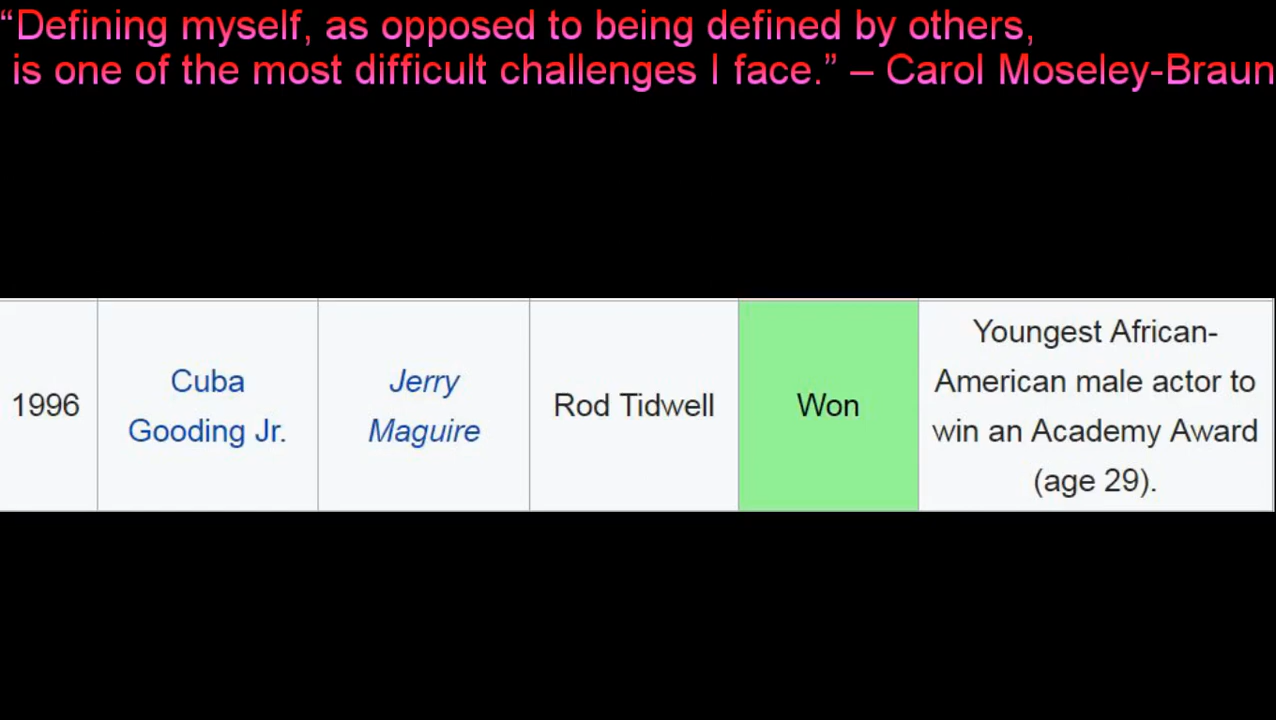 “Defining myself, as opposed to being defined by others,
is one of the most difficult challenges I face.” – Carol Moseley-Braun
1996
Cuba
Gooding Jr.
Jerry
Maguire
Rod Tidwell
Won
Youngest African-
American male actor to
win an Academy Award
(age 29).